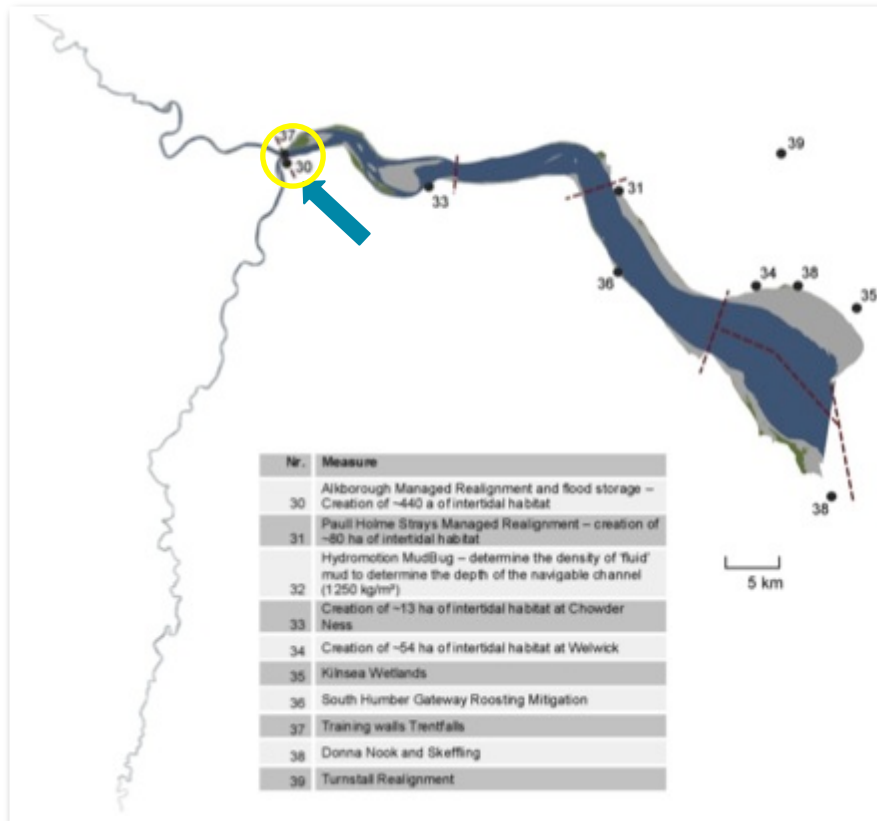 37
30
33
31
39
36
34
38
35
38
5 km
Nr. Measure
30 Alkborough Managed Realignment and flood storage –
Creation of ~440 a of intertidal habitat
31 Paull Holme Strays Managed Realignment – creation of
~80 ha of intertidal habitat
32 Hydromotion MudBug – determine the density of 'fluid'
mud to determine the depth of the navigable channel
(1250 kg/m³)
33 Creation of ~13 ha of intertidal habitat at Chowder
Ness
34 Creation of ~54 ha of intertidal habitat at Welwick
35 Kilnsea Wetlands
36 South Humber Gateway Roosting Mitigation
37 Training walls Trentfalls
38 Donna Nook and Skeffling
39 Turnstall Realignment